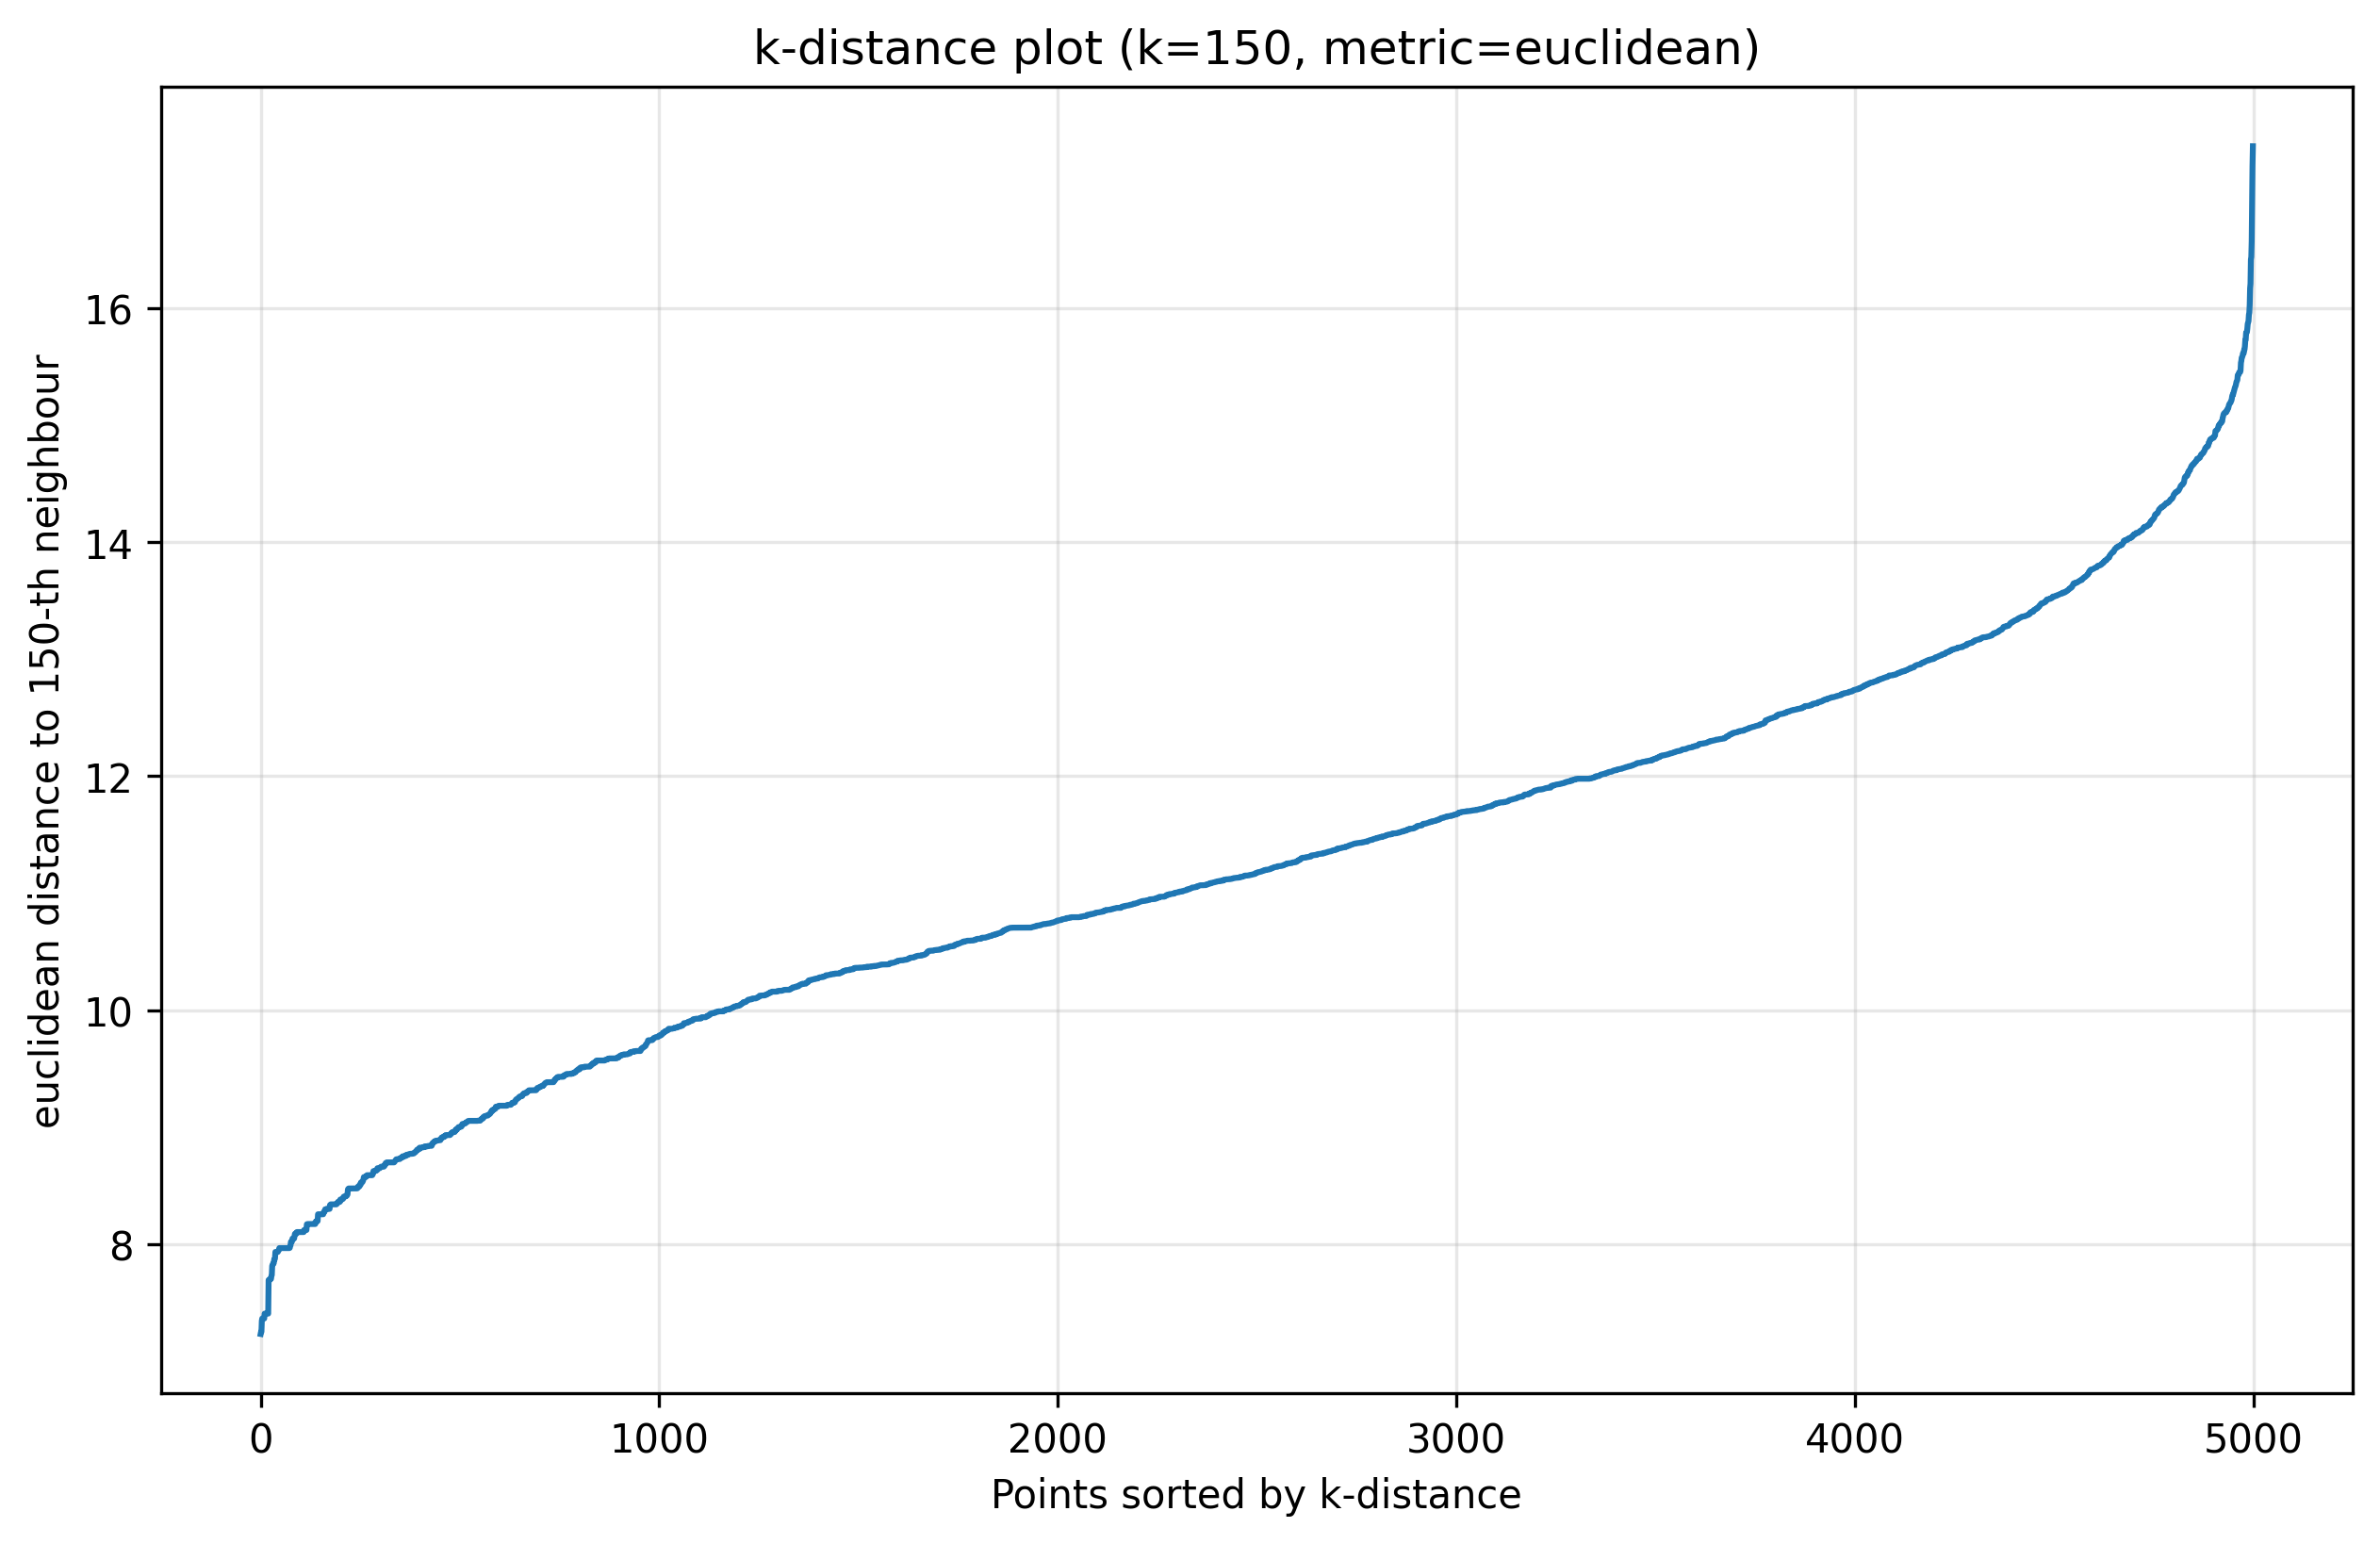 k-distance plot (k=150, metric=euclidean)
euclidean distance to 150-th neighbour
16
14
12
10
8
0 1000 2000 3000 4000 5000
Points sorted by k-distance